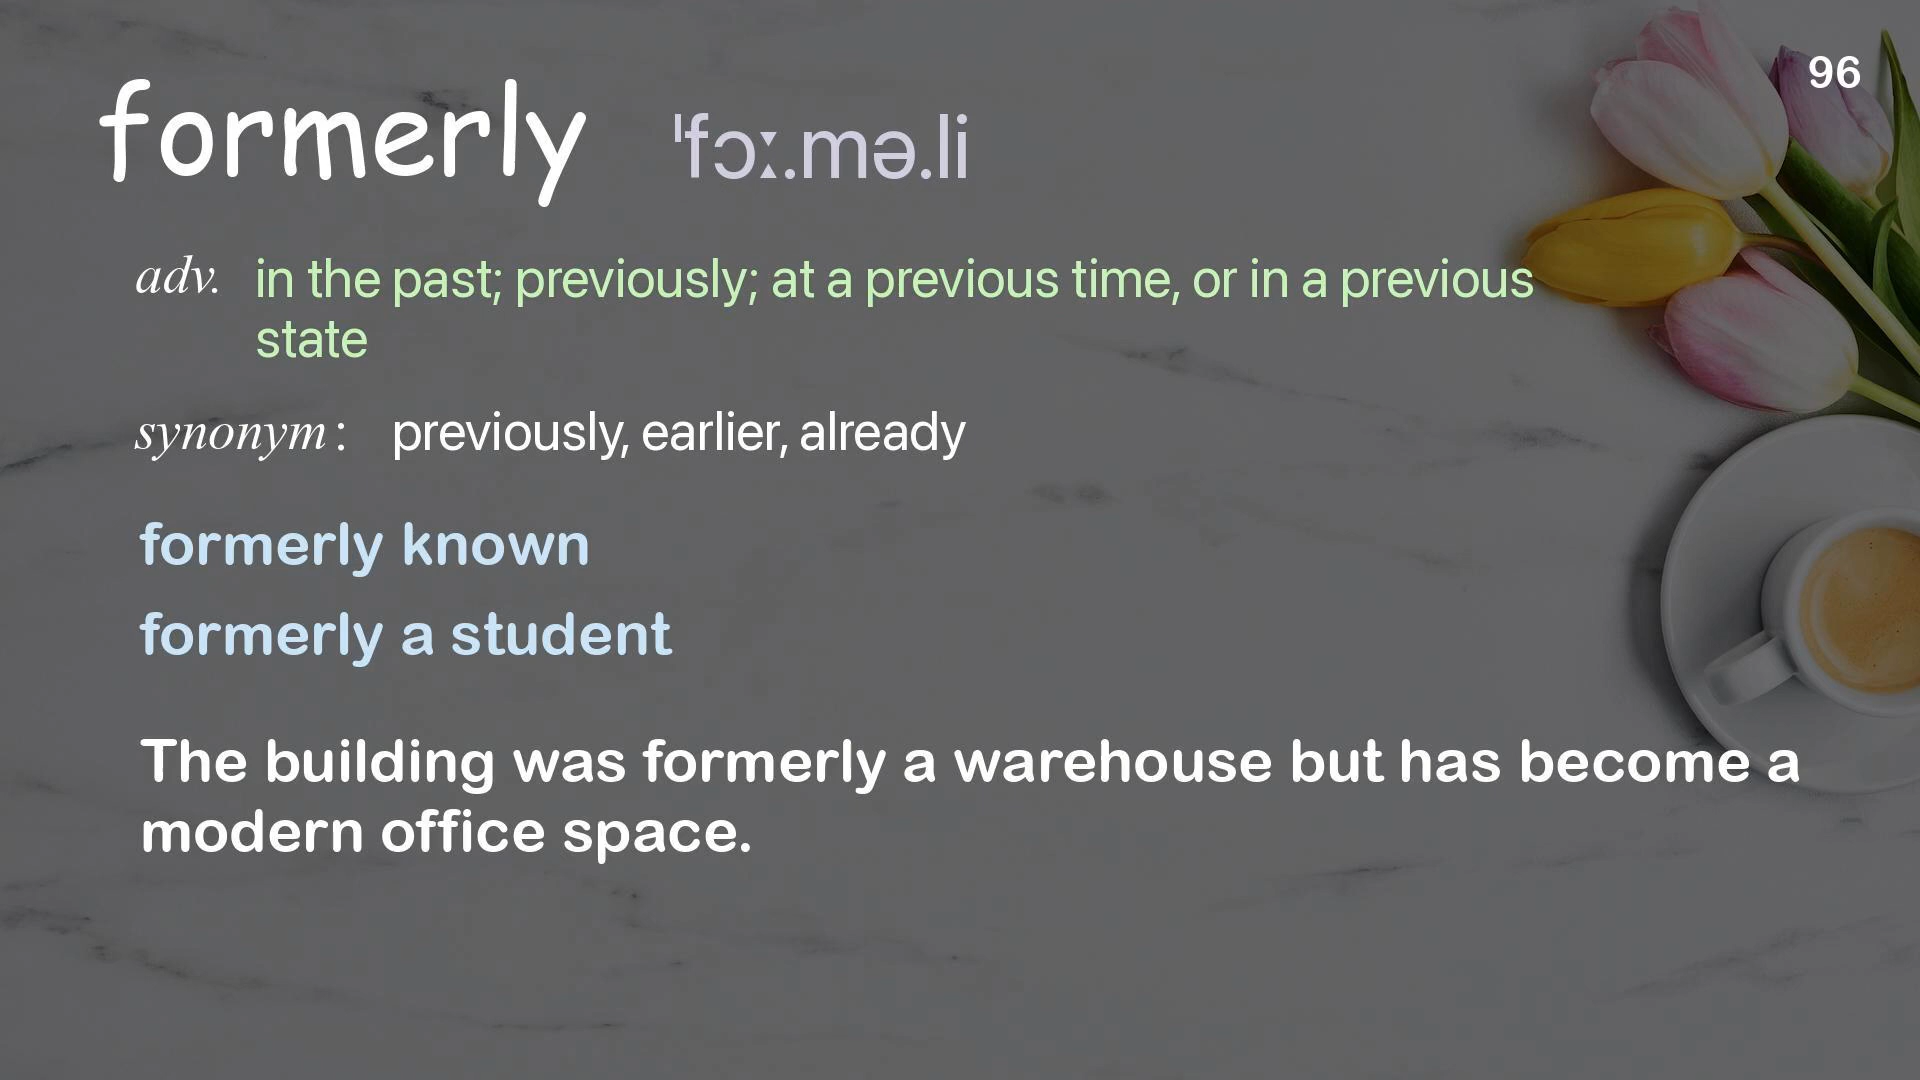 96
formerly ˈfɔː.mə.li
adv. in the past; previously; at a previous time, or in a previous
state
synonym: previously, earlier, already
formerly known
formerly a student
The building was formerly a warehouse but has become a
modern office space.